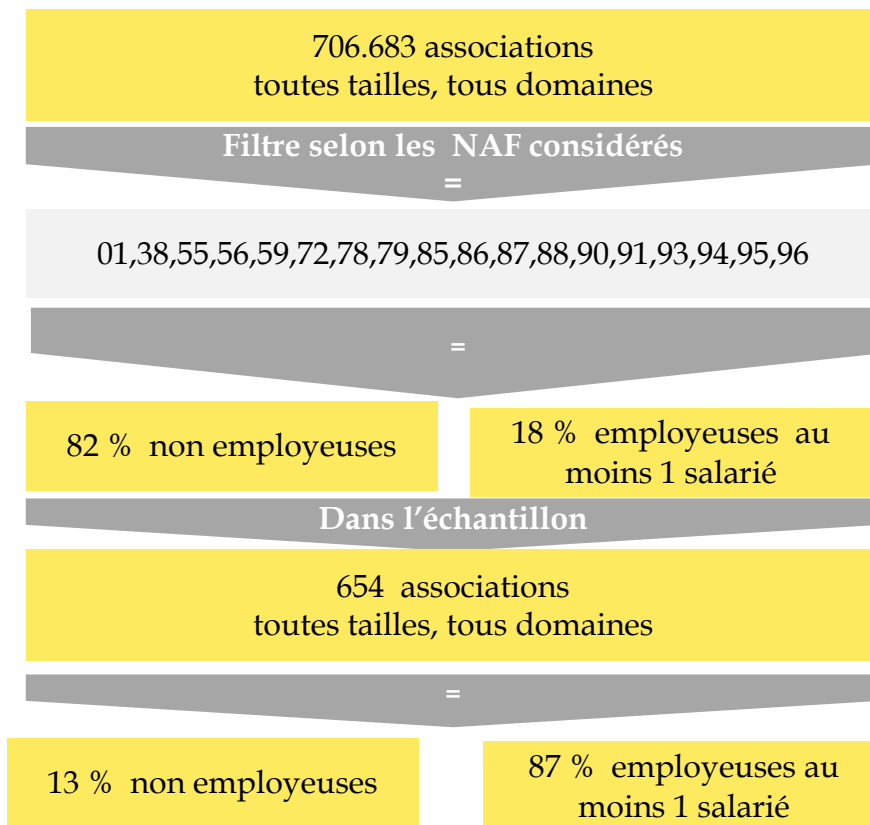 706.683 associations
toutes tailles, tous domaines
Filtre selon les NAF considérés
=
01,38,55,56,59,72,78,79,85,86,87,88,90,91,93,94,95,96
=
82 % non employeuses
18 % employeuses au
moins 1 salarié
Dans l'échantillon
654 associations
toutes tailles, tous domaines
=
13 % non employeuses
87 % employeuses au
moins 1 salarié